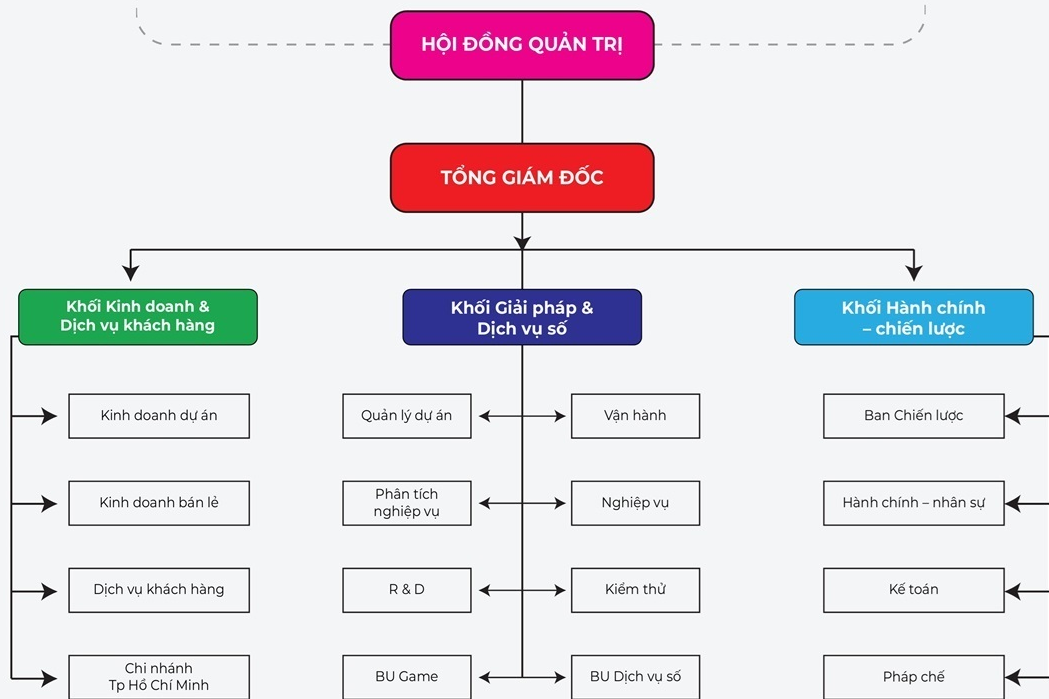 HỘI ĐỒNG QUẢN TRỊ
TỔNG GIÁM ĐỐC
Khối Kinh doanh &
Dịch vụ khách hàng
Khối Giải pháp &
Dịch vụ số
Khối Hành chính
– chiến lược
Kinh doanh dự án
Quản lý dự án
Vận hành
Ban Chiến lược
Kinh doanh bán lẻ
Phân tích
nghiệp vụ
Nghiệp vụ
Hành chính – nhân sự
Dịch vụ khách hàng
R & D
Kiểm thử
Kế toán
Chi nhánh
Tp Hồ Chí Minh
BU Game
BU Dịch vụ số
Pháp chế